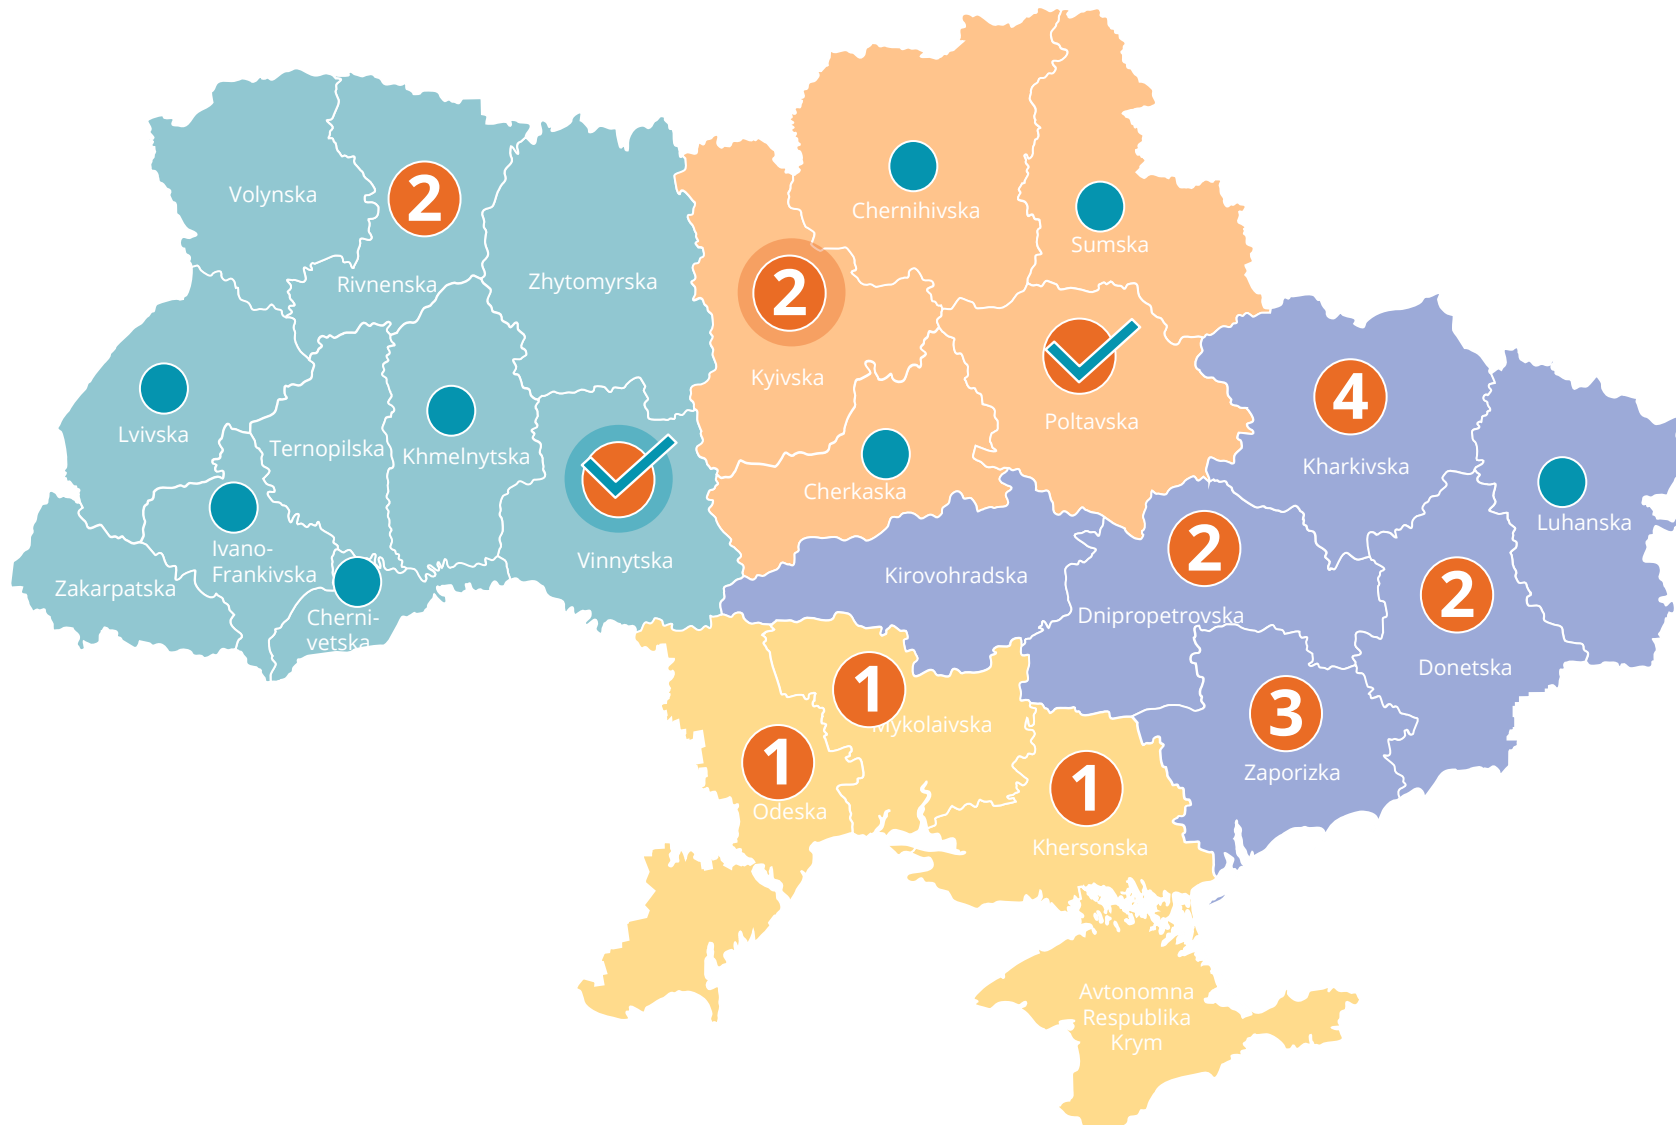 Volynska
2
Rivnenska
Zhytomyrska
Chernihivska
Sumska
2
Kyivska
Poltavska
4
Kharkivska
Lvivska
Ternopilska
Khmelnytska
Cherkaska
Luhanska
Ivano-
Frankivska
Zakarpatska
Cherni-
vetska
Vinnytska
Kirovohradska
2
Dnipropetrovska
2
Donetska
1
Mykolaivska
3
Zaporizka
1
Odeska
1
Khersonska
Avtonomna
Respublika
Krym